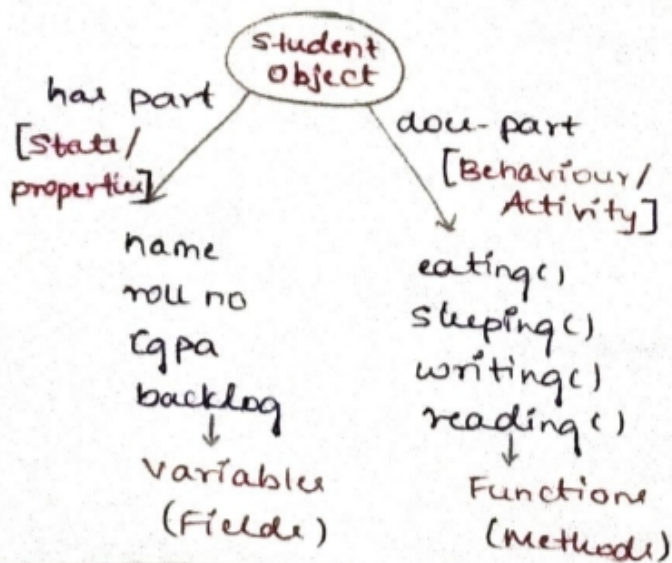 Student
Object
has part
[State/
properties]
name
roll no
cgpa
backlog
variables
(Fields)
does-part
[Behaviour/
Activity]
eating()
sleeping()
writing()
reading()
Functions
(Methods)